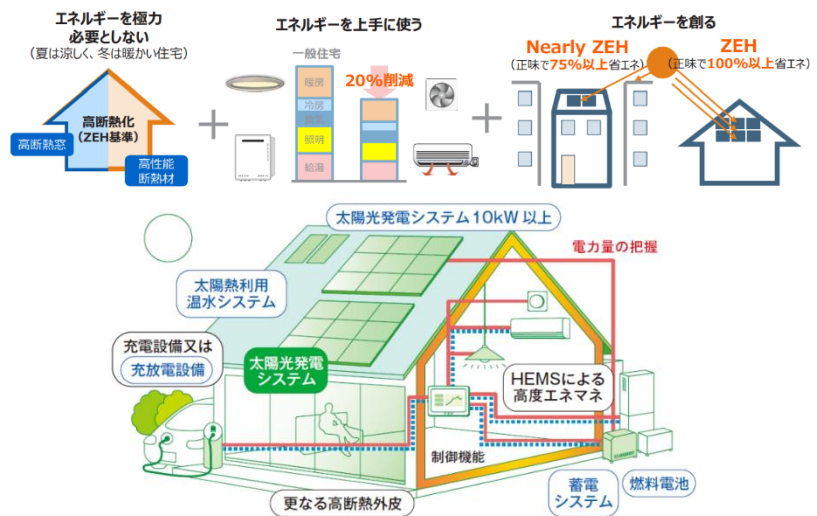 エネルギーを極力
必要としない
(夏は涼しく、冬は暖かい住宅)
高断熱化
(ZEH基準)
高断熱窓
高性能
断熱材
エネルギーを上手に使う
一般住宅
暖房
冷房
換気
照明
給湯
20%削減
エネルギーを創る
Nearly ZEH
(正味で75%以上省エネ)
ZEH
(正味で100%以上省エネ)
太陽光発電システム10kW以上
電力量の把握
太陽熱利用
温水システム
充電設備又は
充放電設備
太陽光発電
システム
HEMSによる
高度エネマネ
制御機能
更なる高断熱外皮
蓄電
システム
燃料電池